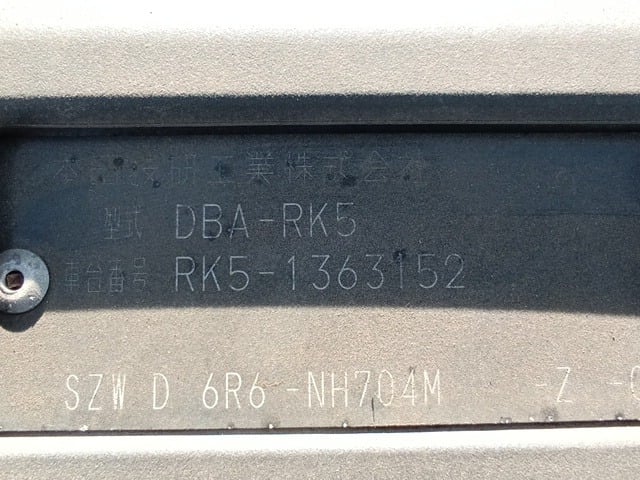 本田技研工業株式会社
型式 DBA-RK5
車台番号 RK5-1363152
SZW D 6R6 -NH704M -Z -